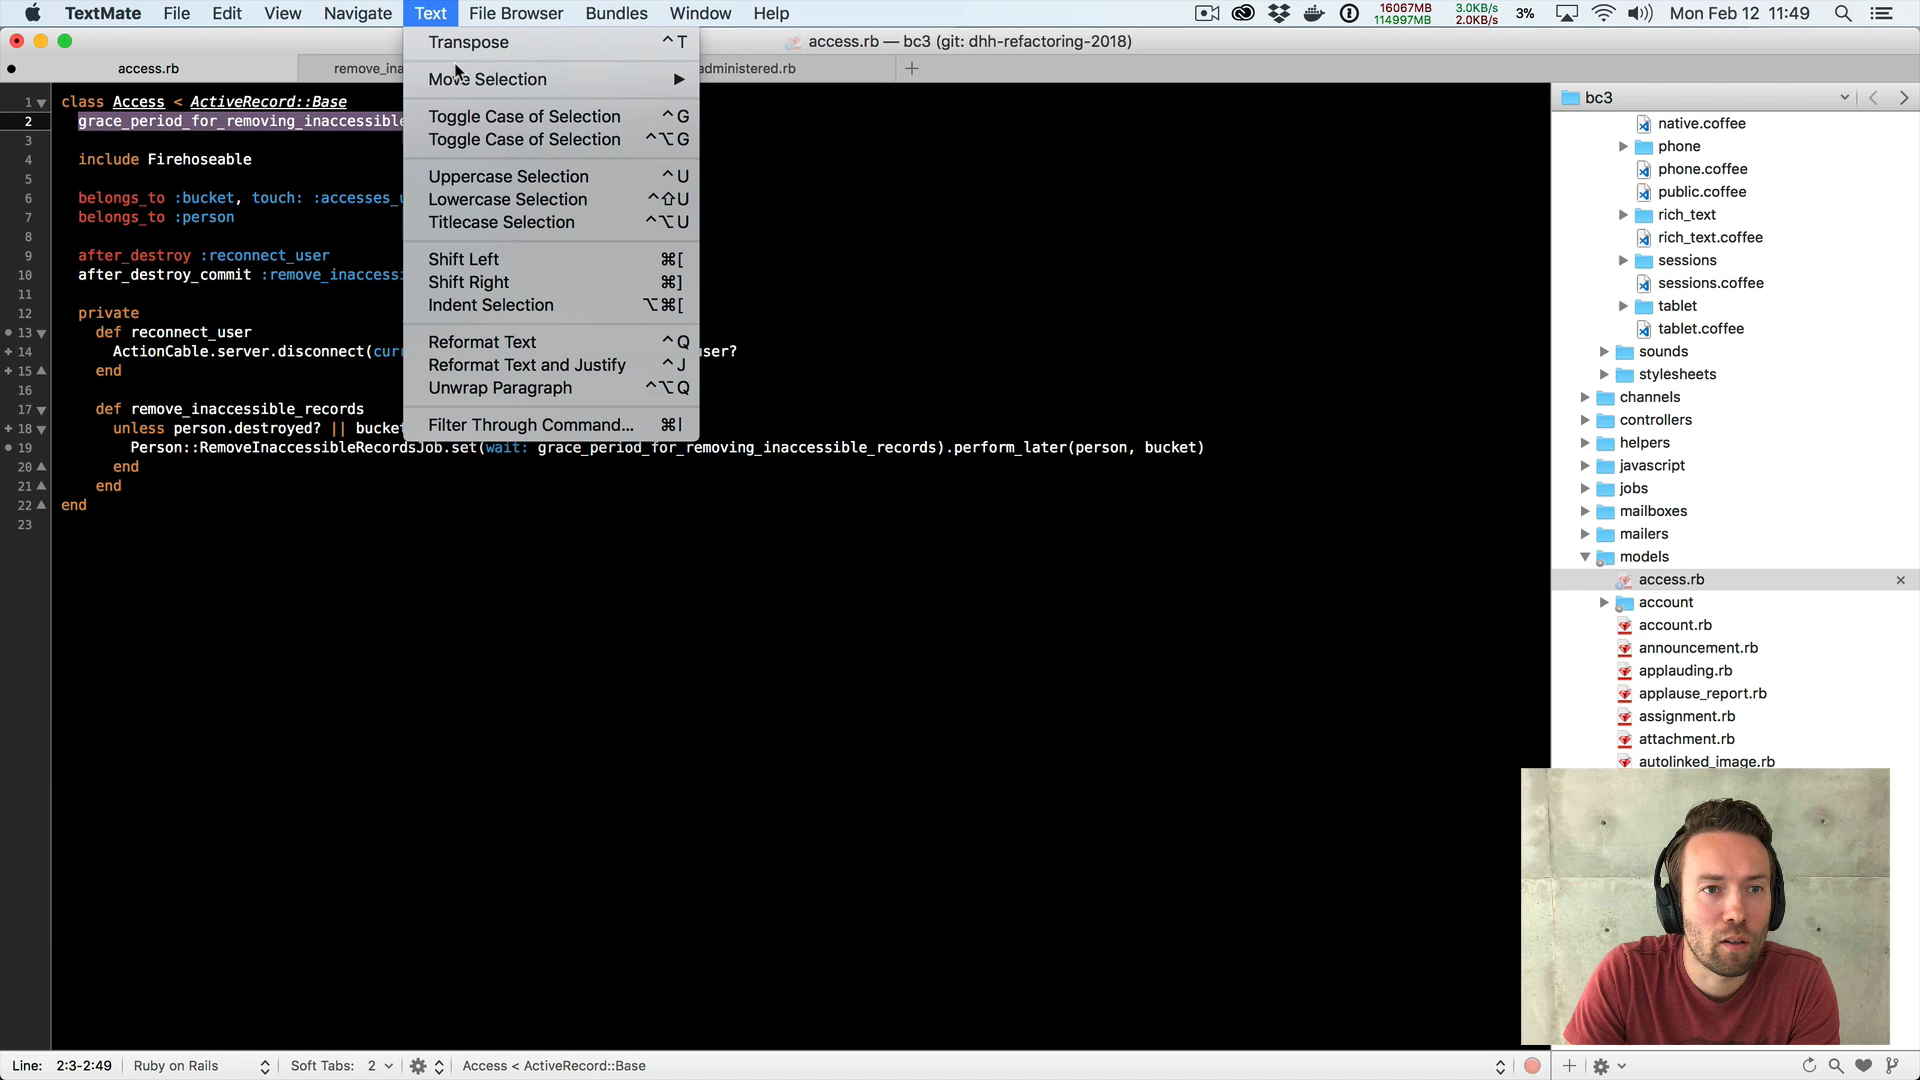 TextMate File Edit View Navigate Text File Browser Bundles Window Help 16067MB 114997MB 3.0KB/s 2.0KB/s 3% Mon Feb 12 11:49
access.rb — bc3 (git: dhh-refactoring-2018)
access.rb remove_ina administered.rb
Transpose ^T
Move Selection ▶
Toggle Case of Selection ^G
Toggle Case of Selection ^⌥G
Uppercase Selection ^U
Lowercase Selection ^⇧U
Titlecase Selection ^⌥U
Shift Left ⌘[
Shift Right ⌘]
Indent Selection ⌥⌘[
Reformat Text ^Q
Reformat Text and Justify ^J
Unwrap Paragraph ^⌥Q
Filter Through Command... ⌘|
1 class Access < ActiveRecord::Base
2 grace_period_for_removing_inaccessible
3
4 include Firehoseable
5
6 belongs_to :bucket, touch: :accesses_u
7 belongs_to :person
8
9 after_destroy :reconnect_user
10 after_destroy_commit :remove_inaccessi
11
12 private
13 def reconnect_user
14 ActionCable.server.disconnect(curr user?
15 end
16
17 def remove_inaccessible_records
18 unless person.destroyed? || bucket
19 Person::RemoveInaccessibleRecordsJob.set(wait: grace_period_for_removing_inaccessible_records).perform_later(person, bucket)
20 end
21 end
22 end
23
bc3
native.coffee
phone
phone.coffee
public.coffee
rich_text
rich_text.coffee
sessions
sessions.coffee
tablet
tablet.coffee
sounds
stylesheets
channels
controllers
helpers
javascript
jobs
mailboxes
mailers
models
access.rb
account
account.rb
announcement.rb
applauding.rb
applause_report.rb
assignment.rb
attachment.rb
autolinked_image.rb
Line: 2:3-2:49 Ruby on Rails Soft Tabs: 2 Access < ActiveRecord::Base